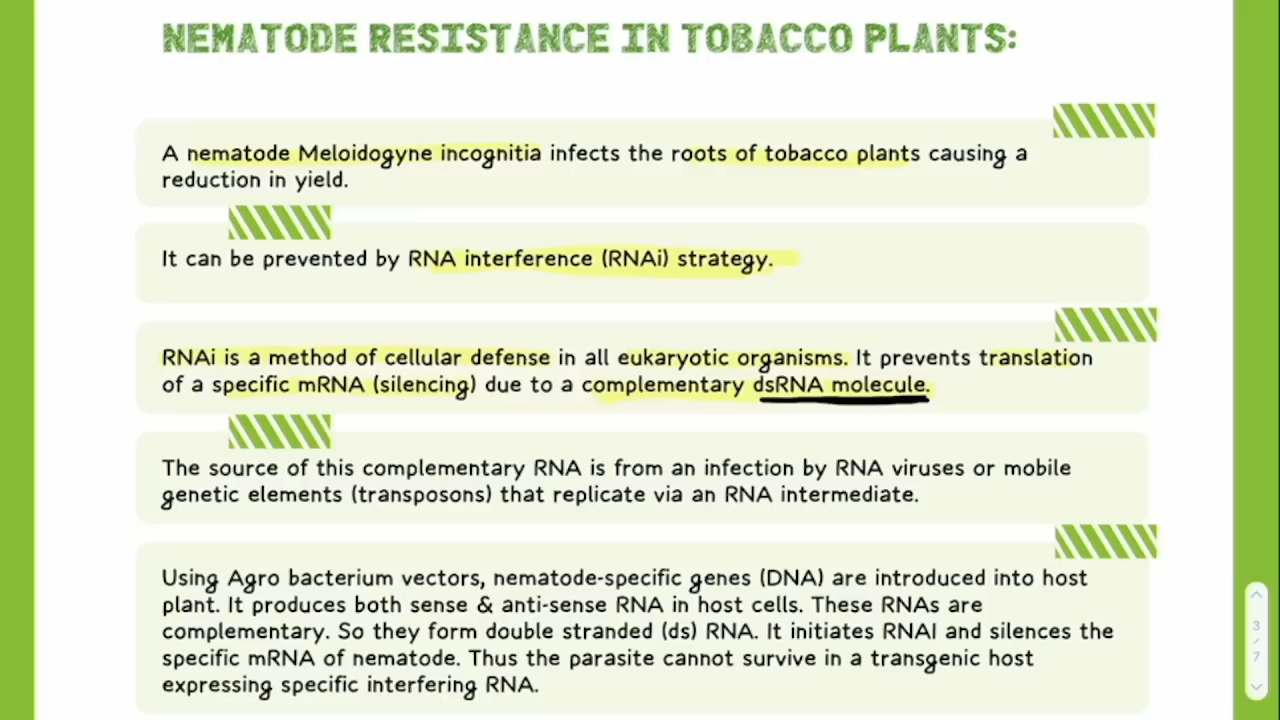 NEMATODE RESISTANCE IN TOBACCO PLANTS:
A nematode Meloidogyne incognitia infects the roots of tobacco plants causing a
reduction in yield.
It can be prevented by RNA interference (RNAi) strategy.
RNAi is a method of cellular defense in all eukaryotic organisms. It prevents translation
of a specific mRNA (silencing) due to a complementary dsRNA molecule.
The source of this complementary RNA is from an infection by RNA viruses or mobile
genetic elements (transposons) that replicate via an RNA intermediate.
Using Agro bacterium vectors, nematode-specific genes (DNA) are introduced into host
plant. It produces both sense & anti-sense RNA in host cells. These RNAs are
complementary. So they form double stranded (ds) RNA. It initiates RNAI and silences the
specific mRNA of nematode. Thus the parasite cannot survive in a transgenic host
expressing specific interfering RNA.
3
/
7